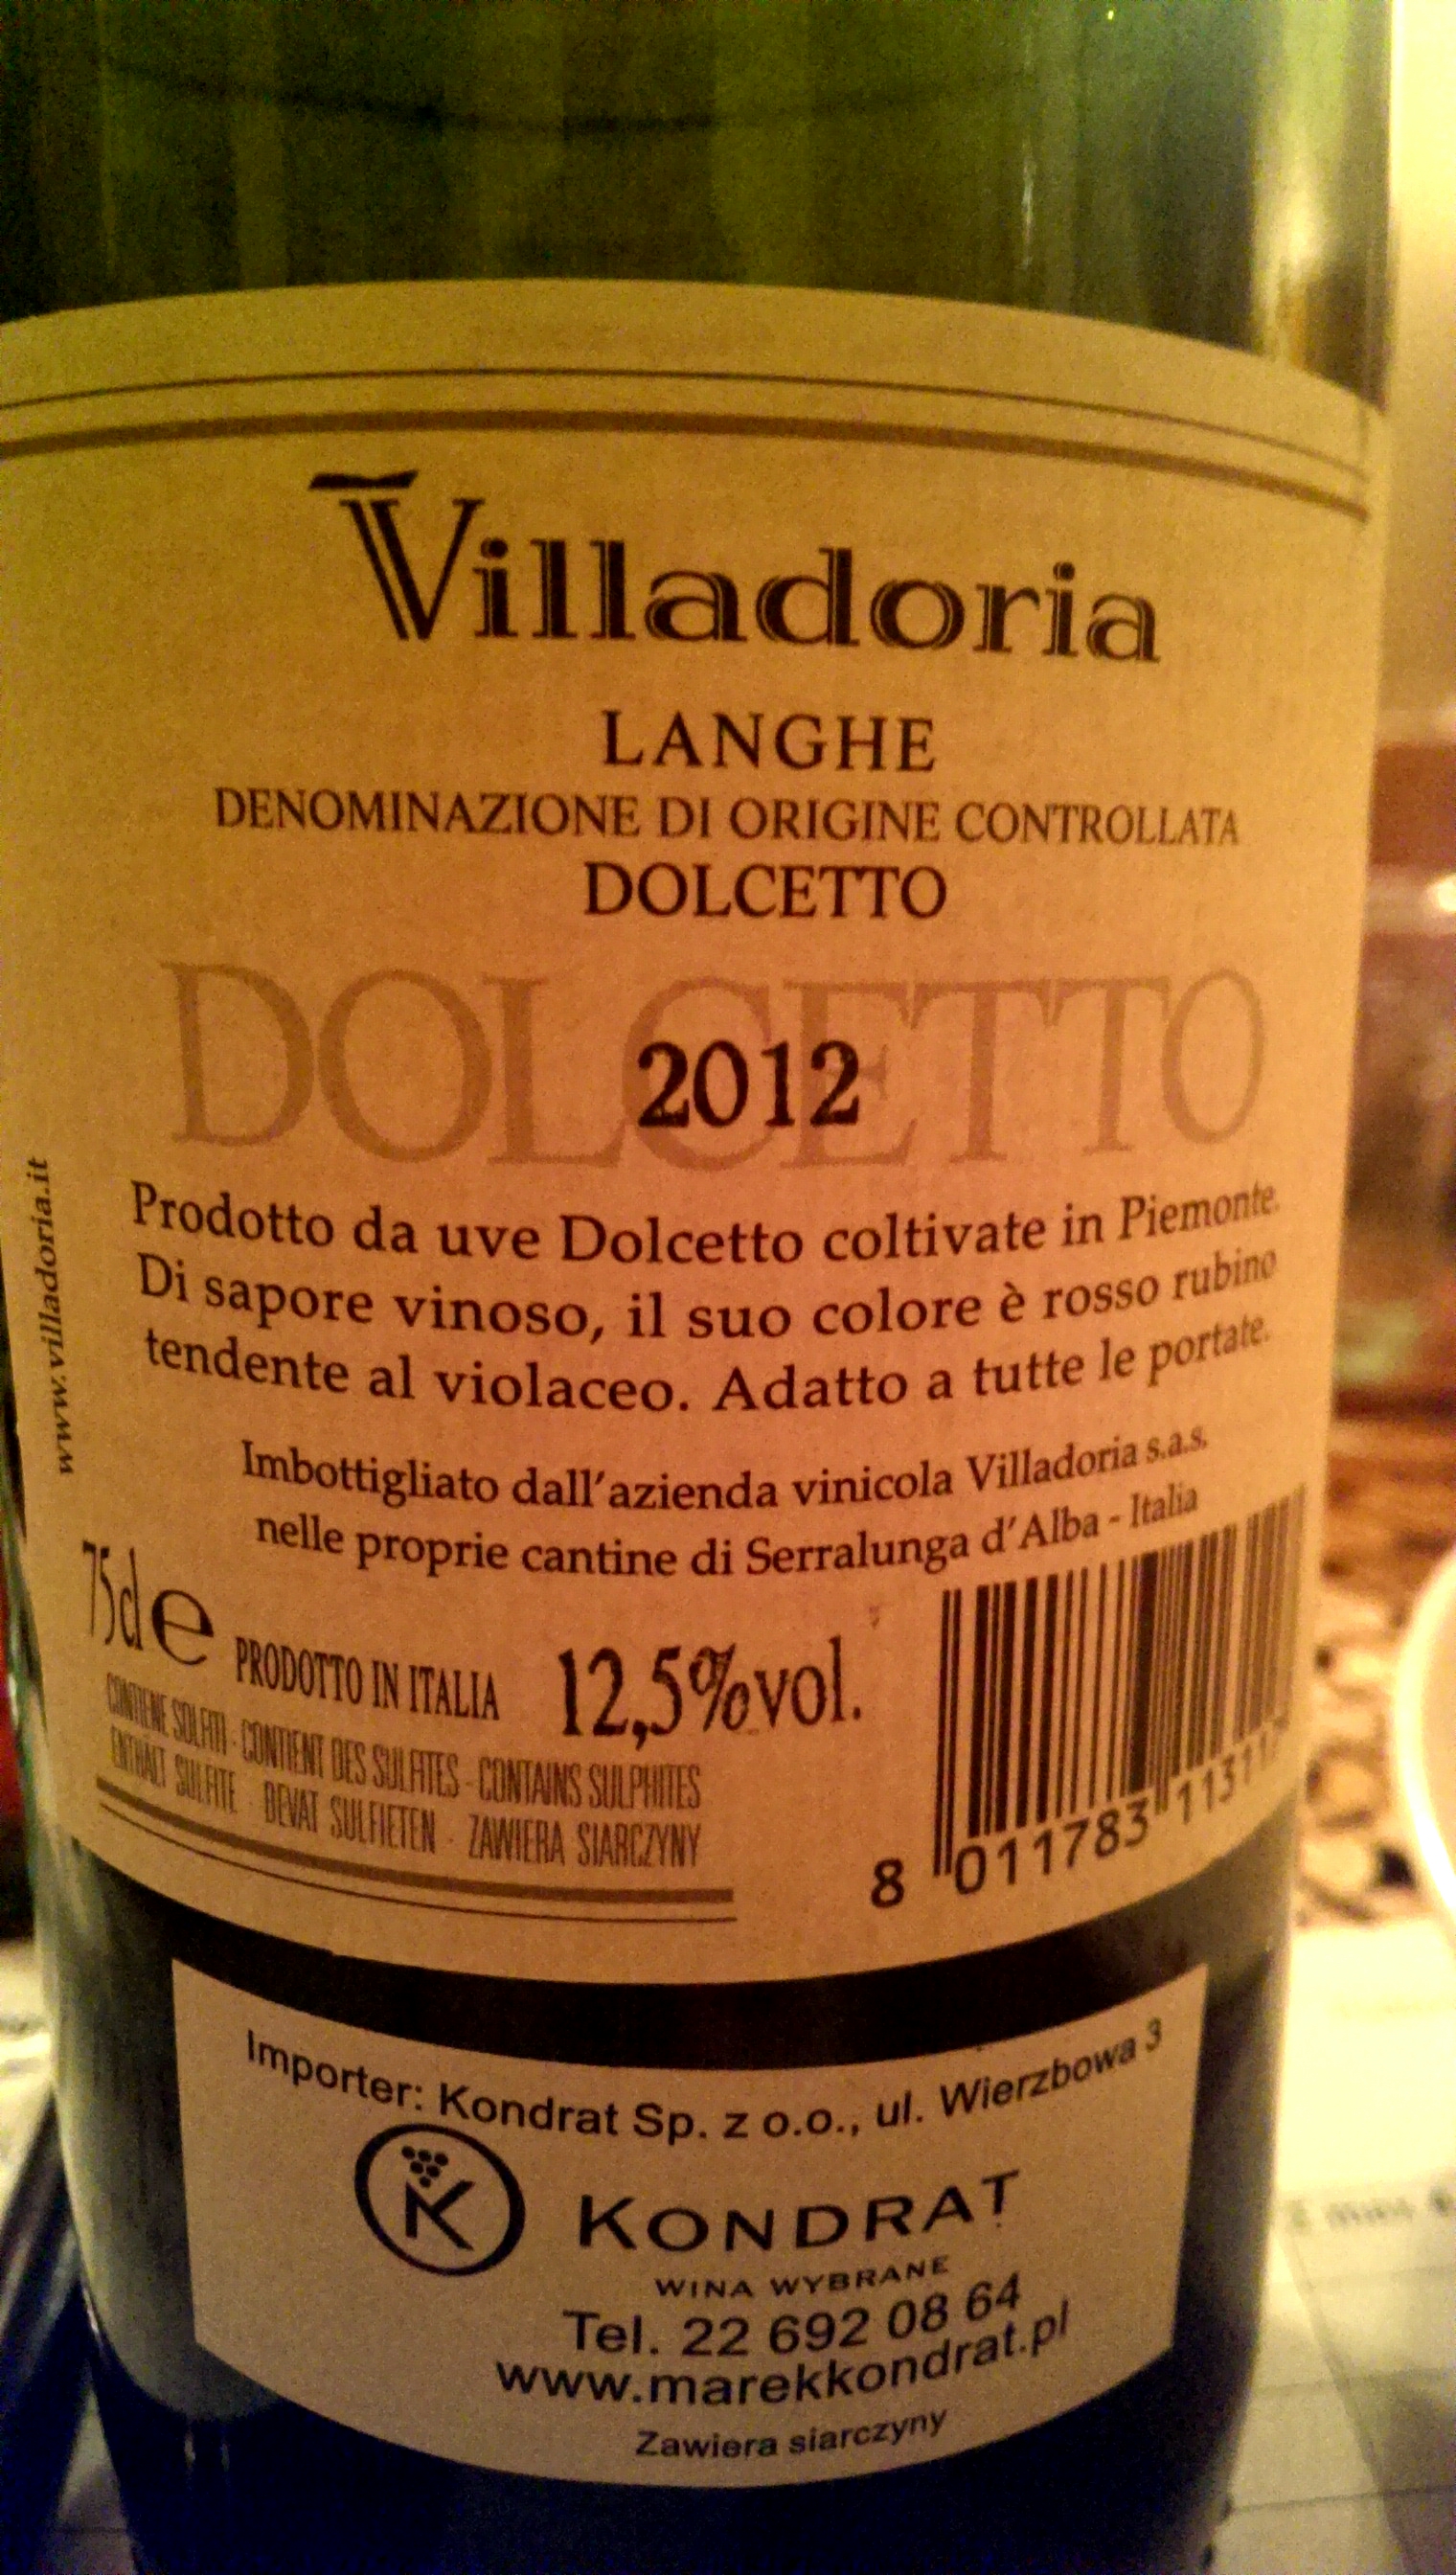 Villadoria
LANGHE
DENOMINAZIONE DI ORIGINE CONTROLLATA
DOLCETTO
DOLCETTO
2012
Prodotto da uve Dolcetto coltivate in Piemonte.
Di sapore vinoso, il suo colore è rosso rubino
tendente al violaceo. Adatto a tutte le portate.
Imbottigliato dall'azienda vinicola Villadoria s.a.s.
nelle proprie cantine di Serralunga d'Alba - Italia
www.villadoria.it
75cl e PRODOTTO IN ITALIA 12,5%vol.
CONTIENE SOLFITI - CONTIENT DES SULFITES - CONTAINS SULPHITES
ENTHÄLT SULFITE - BEVAT SULFIETEN - ZAWIERA SIARCZYNY
8 011783
Importer: Kondrat Sp. z o.o., ul. Wierzbowa 3
K
KONDRAT
WINA WYBRANE
Tel. 22 692 08 64
www.marekkondrat.pl
Zawiera siarczyny